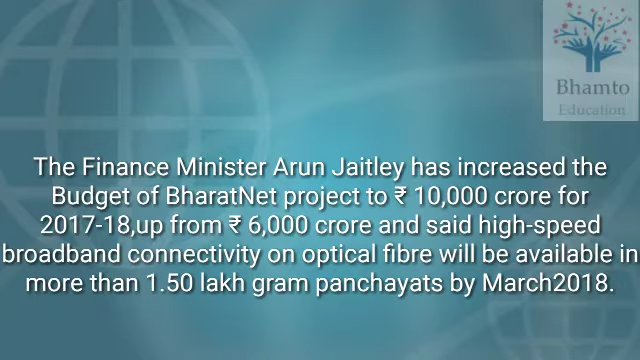 Bhamto
Education
The Finance Minister Arun Jaitley has increased the
Budget of BharatNet project to ₹ 10,000 crore for
2017-18,up from ₹ 6,000 crore and said high-speed
broadband connectivity on optical fibre will be available in
more than 1.50 lakh gram panchayats by March2018.